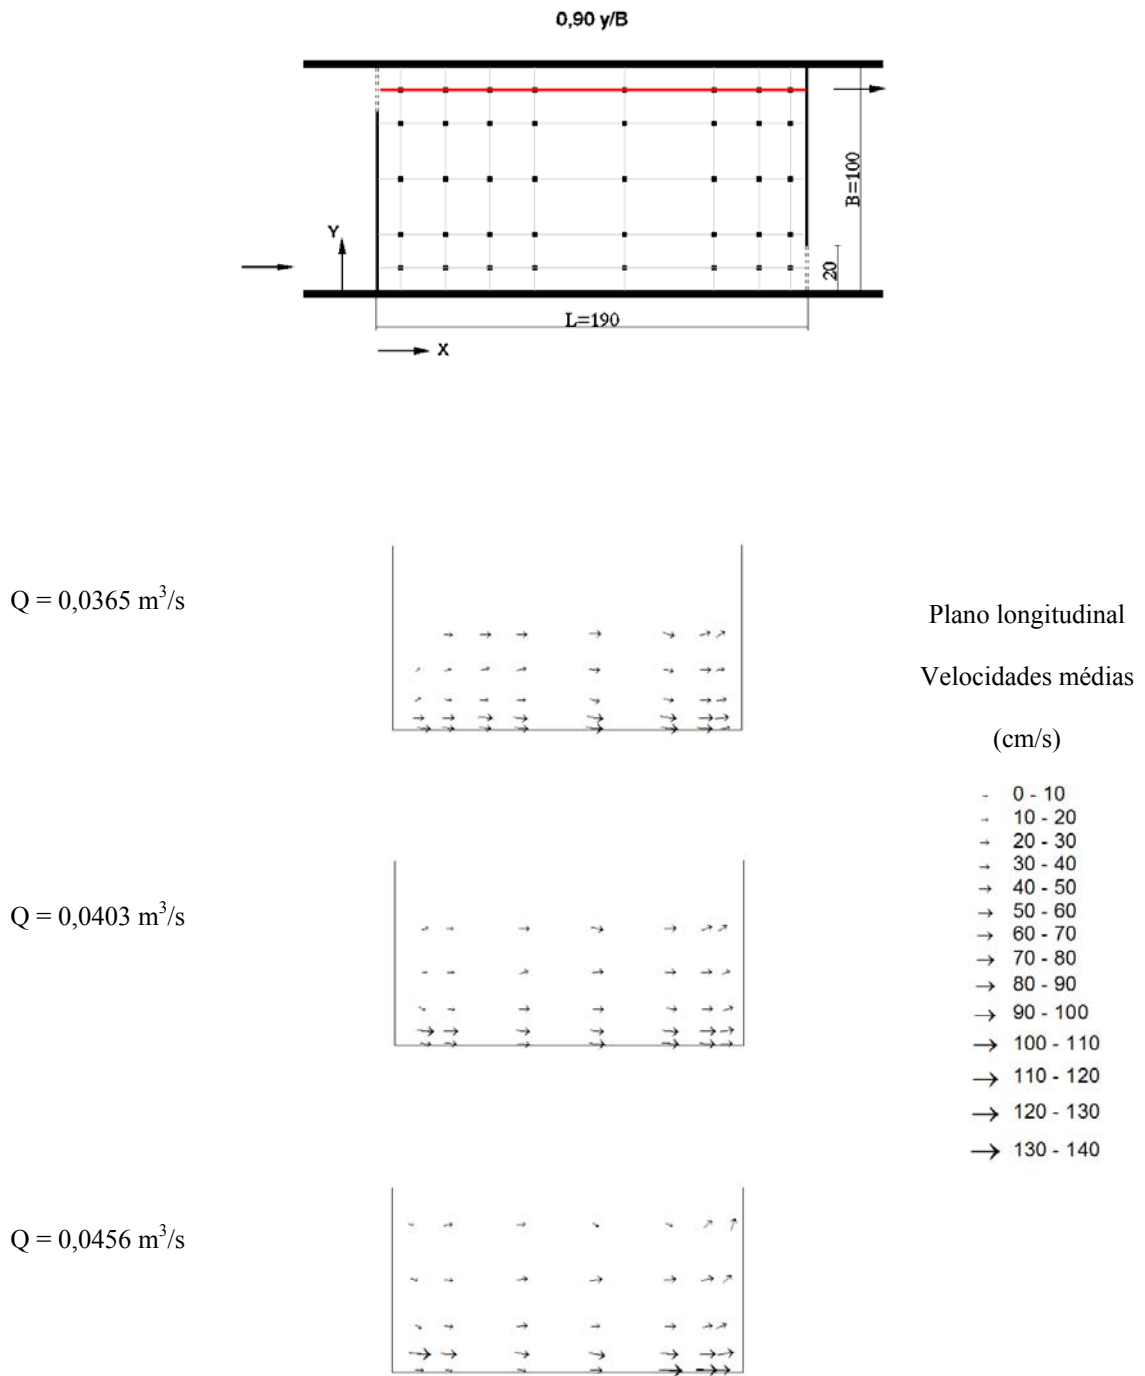 0,90 y/B
B=100
Y
20
L=190
X
Q = 0,0365 m³/s
Plano longitudinal
Velocidades médias
(cm/s)
0 - 10
10 - 20
20 - 30
30 - 40
40 - 50
50 - 60
60 - 70
70 - 80
80 - 90
90 - 100
100 - 110
110 - 120
120 - 130
130 - 140
Q = 0,0403 m³/s
Q = 0,0456 m³/s